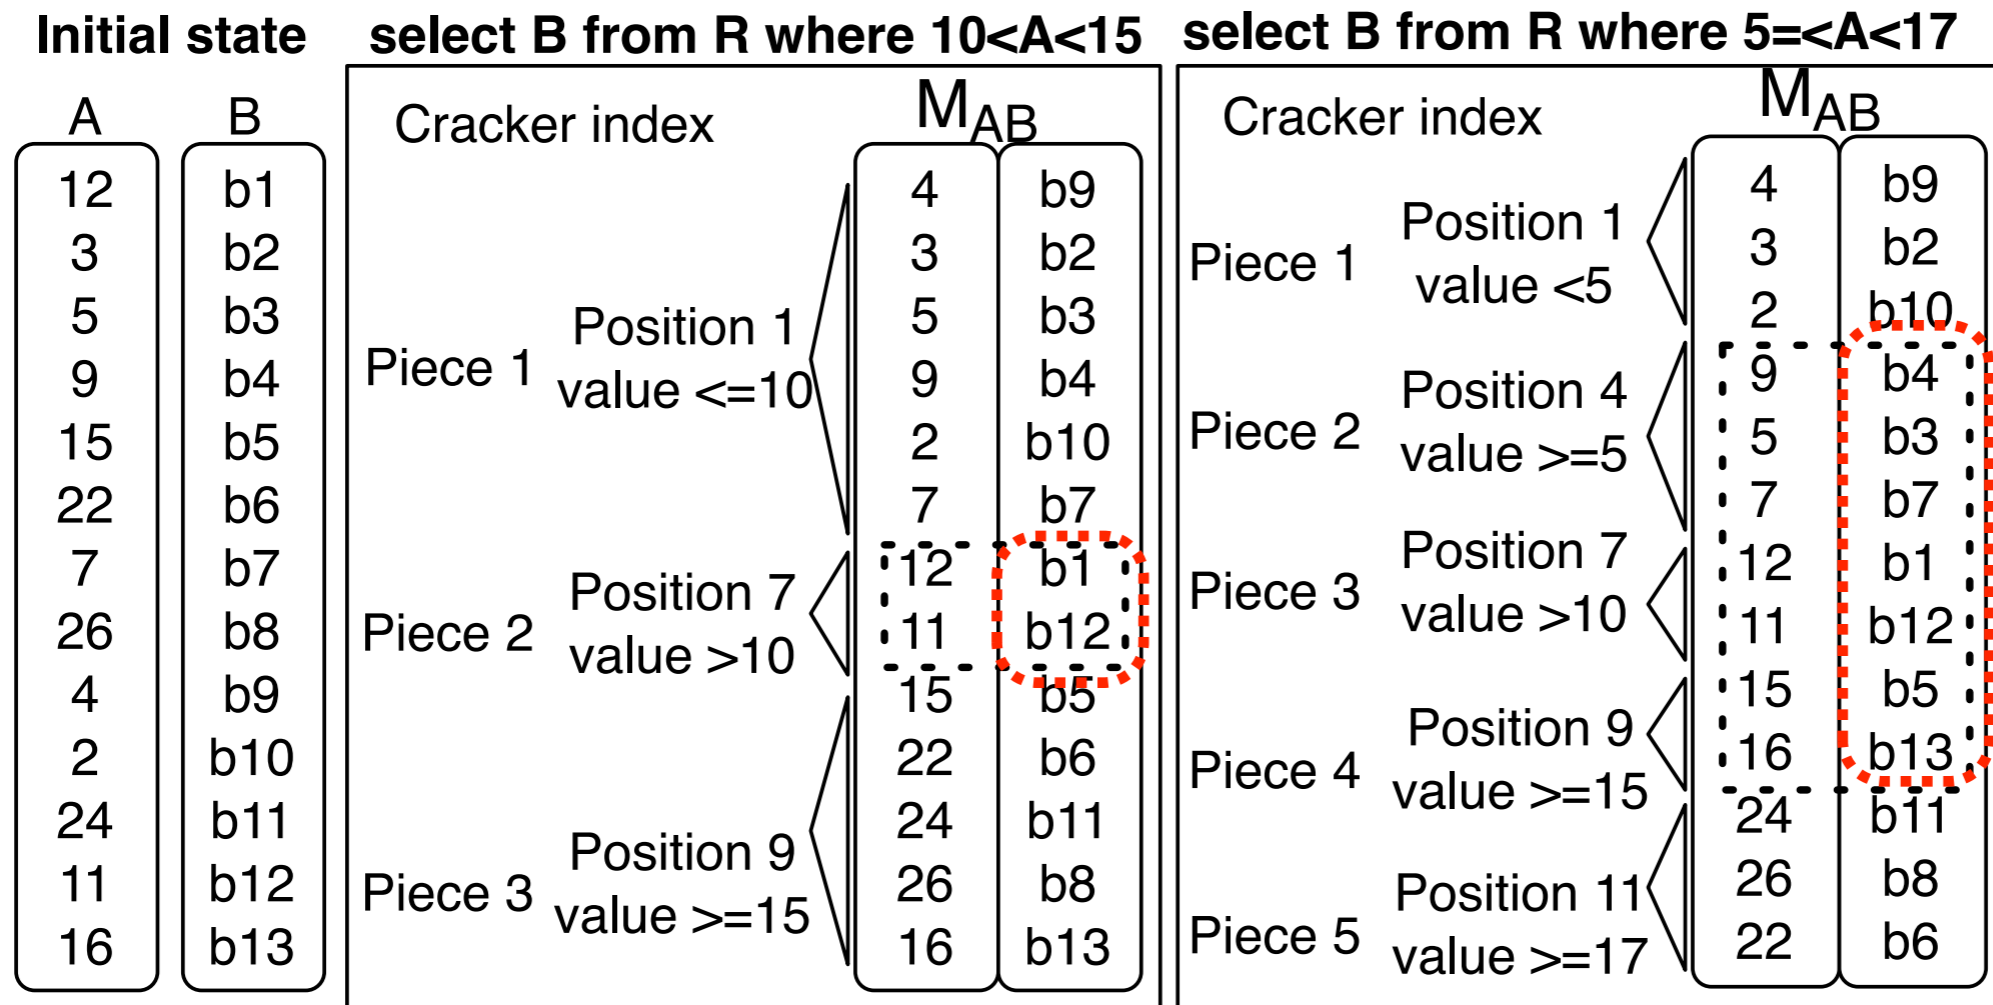 Initial state
A B
12 b1
3 b2
5 b3
9 b4
15 b5
22 b6
7 b7
26 b8
4 b9
2 b10
24 b11
11 b12
16 b13
select B from R where 10<A<15
Cracker index
MAB
Piece 1
Position 1
value <=10
Piece 2
Position 7
value >10
Piece 3
Position 9
value >=15
4 b9
3 b2
5 b3
9 b4
2 b10
7 b7
12 b1
11 b12
15 b5
22 b6
24 b11
26 b8
16 b13
select B from R where 5=<A<17
Cracker index
MAB
Piece 1
Position 1
value <5
Piece 2
Position 4
value >=5
Piece 3
Position 7
value >10
Piece 4
Position 9
value >=15
Piece 5
Position 11
value >=17
4 b9
3 b2
2 b10
9 b4
5 b3
7 b7
12 b1
11 b12
15 b5
16 b13
24 b11
26 b8
22 b6